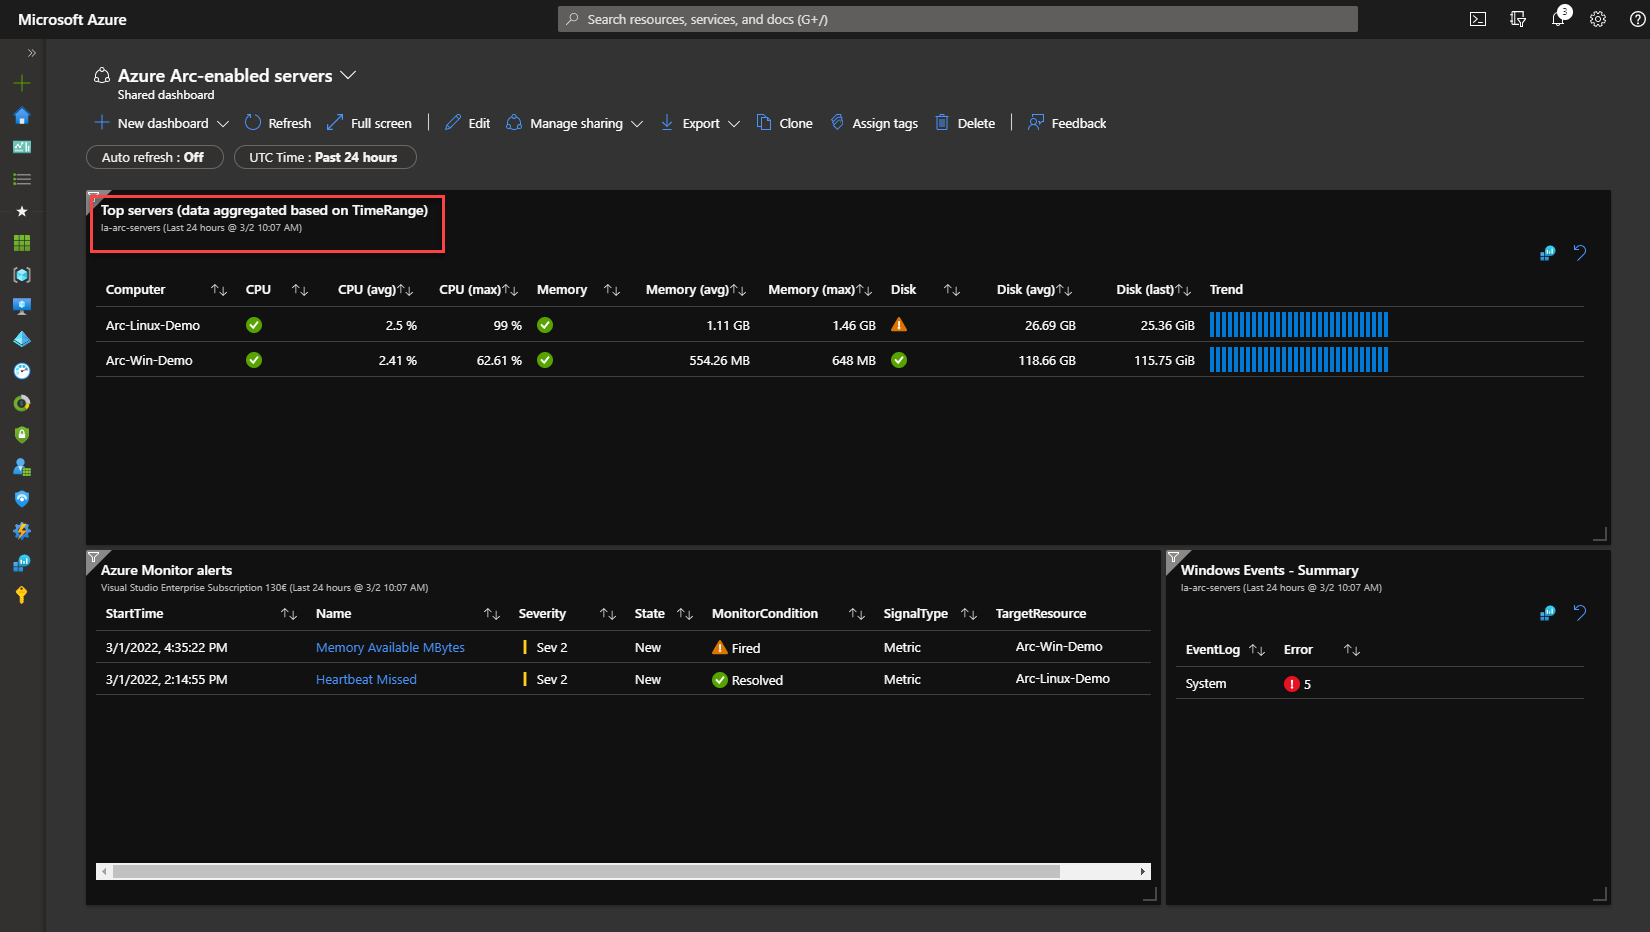 Microsoft Azure
Search resources, services, and docs (G+/)
3
Azure Arc-enabled servers
Shared dashboard
New dashboard Refresh Full screen Edit Manage sharing Export Clone Assign tags Delete Feedback
Auto refresh : Off UTC Time : Past 24 hours
Top servers (data aggregated based on TimeRange)
la-arc-servers (Last 24 hours @ 3/2 10:07 AM)
Computer CPU CPU (avg) CPU (max) Memory Memory (avg) Memory (max) Disk Disk (avg) Disk (last) Trend
Arc-Linux-Demo 2.5 % 99 % 1.11 GB 1.46 GB 26.69 GB 25.36 GiB
Arc-Win-Demo 2.41 % 62.61 % 554.26 MB 648 MB 118.66 GB 115.75 GiB
Azure Monitor alerts
Visual Studio Enterprise Subscription 130€ (Last 24 hours @ 3/2 10:07 AM)
StartTime Name Severity State MonitorCondition SignalType TargetResource
3/1/2022, 4:35:22 PM Memory Available MBytes Sev 2 New Fired Metric Arc-Win-Demo
3/1/2022, 2:14:55 PM Heartbeat Missed Sev 2 New Resolved Metric Arc-Linux-Demo
Windows Events - Summary
la-arc-servers (Last 24 hours @ 3/2 10:07 AM)
EventLog Error
System 5